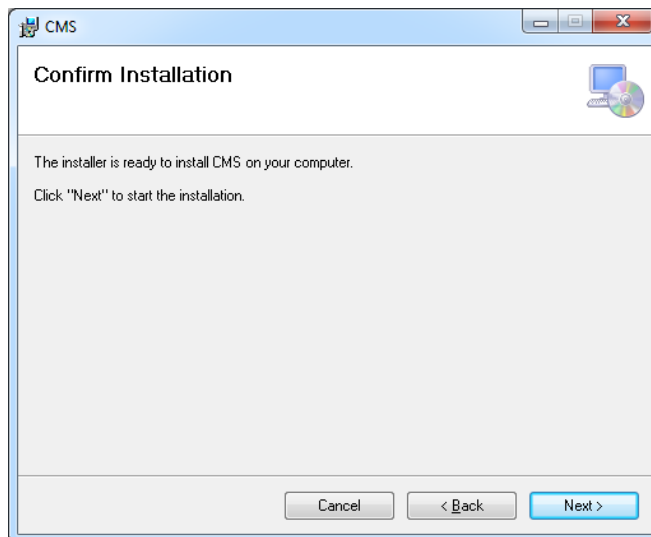 CMS
Confirm Installation
The installer is ready to install CMS on your computer.
Click "Next" to start the installation.
Cancel
< Back
Next >